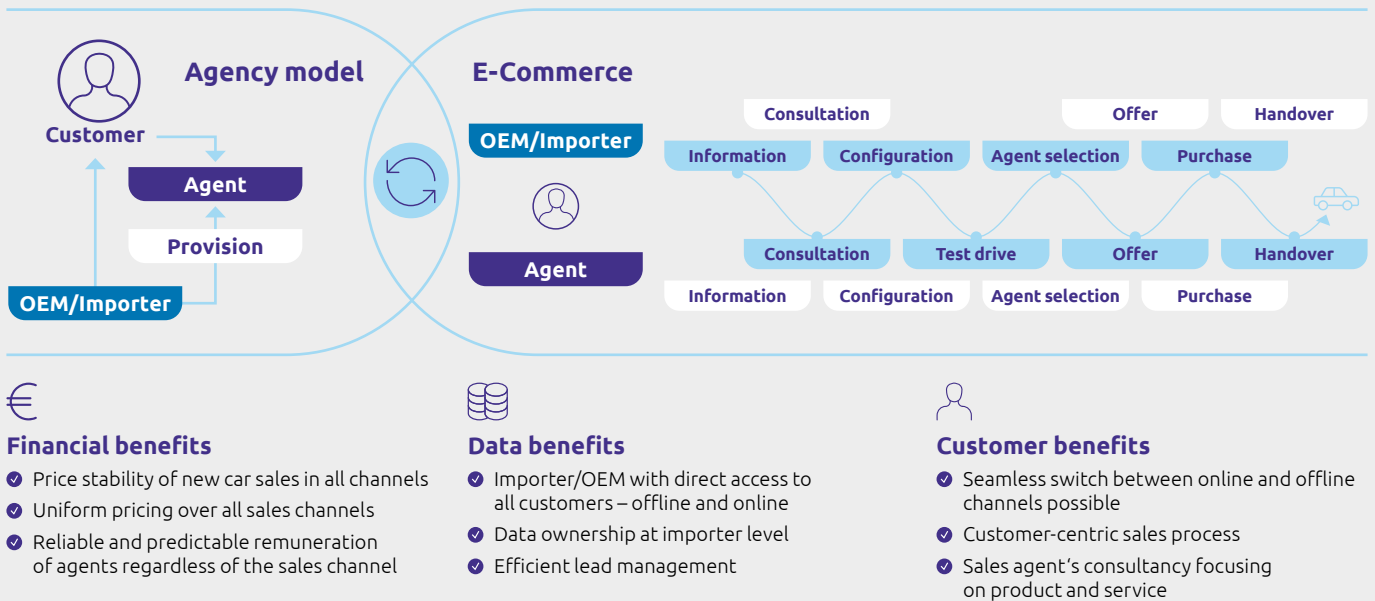 Agency model
Customer
Agent
Provision
OEM/Importer
E-Commerce
OEM/Importer
Agent
Consultation
Offer
Handover
Information
Configuration
Agent selection
Purchase
Consultation
Test drive
Offer
Handover
Information
Configuration
Agent selection
Purchase
Financial benefits
Price stability of new car sales in all channels
Uniform pricing over all sales channels
Reliable and predictable remuneration
of agents regardless of the sales channel
Data benefits
Importer/OEM with direct access to
all customers – offline and online
Data ownership at importer level
Efficient lead management
Customer benefits
Seamless switch between online and offline
channels possible
Customer-centric sales process
Sales agent‘s consultancy focusing
on product and service